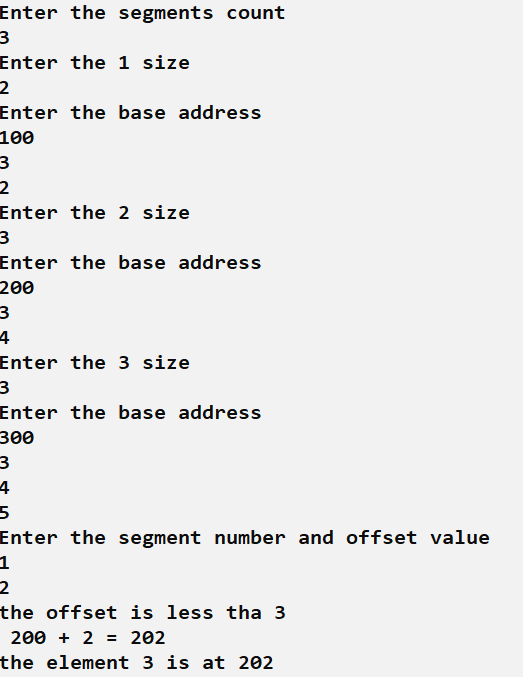 Enter the segments count
3
Enter the 1 size
2
Enter the base address
100
3
2
Enter the 2 size
3
Enter the base address
200
3
4
Enter the 3 size
3
Enter the base address
300
3
4
5
Enter the segment number and offset value
1
2
the offset is less tha 3
200 + 2 = 202
the element 3 is at 202